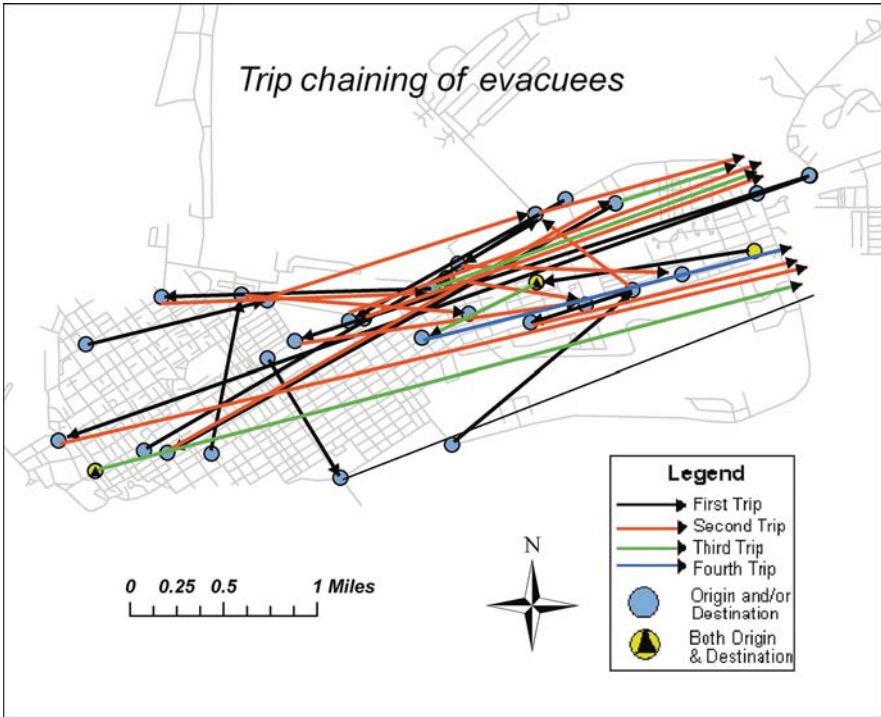 Trip chaining of evacuees
Legend
First Trip
Second Trip
Third Trip
Fourth Trip
Origin and/or
Destination
Both Origin
& Destination
N
0 0.25 0.5 1 Miles